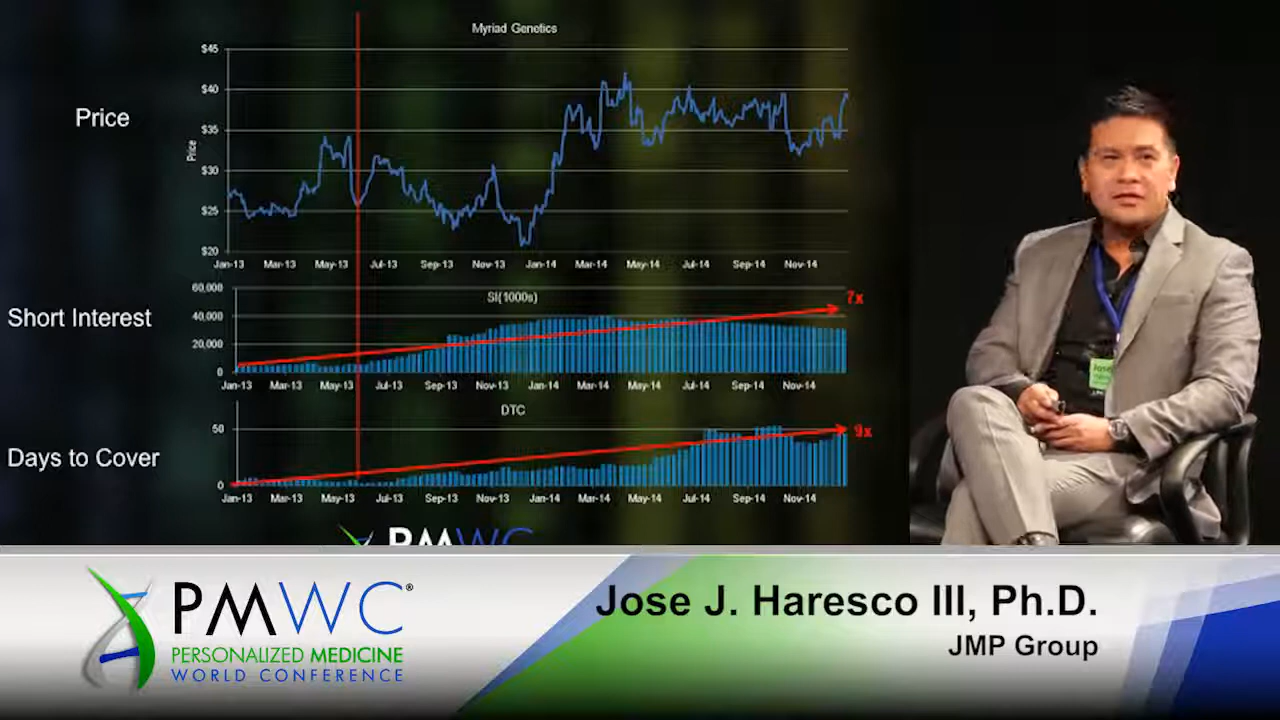 Myriad Genetics
Price
Price
$45
$40
$35
$30
$25
$20
Jan-13 Mar-13 May-13 Jul-13 Sep-13 Nov-13 Jan-14 Mar-14 May-14 Jul-14 Sep-14 Nov-14
Short Interest
SI(1000s)
7x
60,000
40,000
20,000
0
Jan-13 Mar-13 May-13 Jul-13 Sep-13 Nov-13 Jan-14 Mar-14 May-14 Jul-14 Sep-14 Nov-14
Days to Cover
DTC
9x
50
0
Jan-13 Mar-13 May-13 Jul-13 Sep-13 Nov-13 Jan-14 Mar-14 May-14 Jul-14 Sep-14 Nov-14
PMWC
Jose
PMWC®
PERSONALIZED MEDICINE
WORLD CONFERENCE
Jose J. Haresco III, Ph.D.
JMP Group